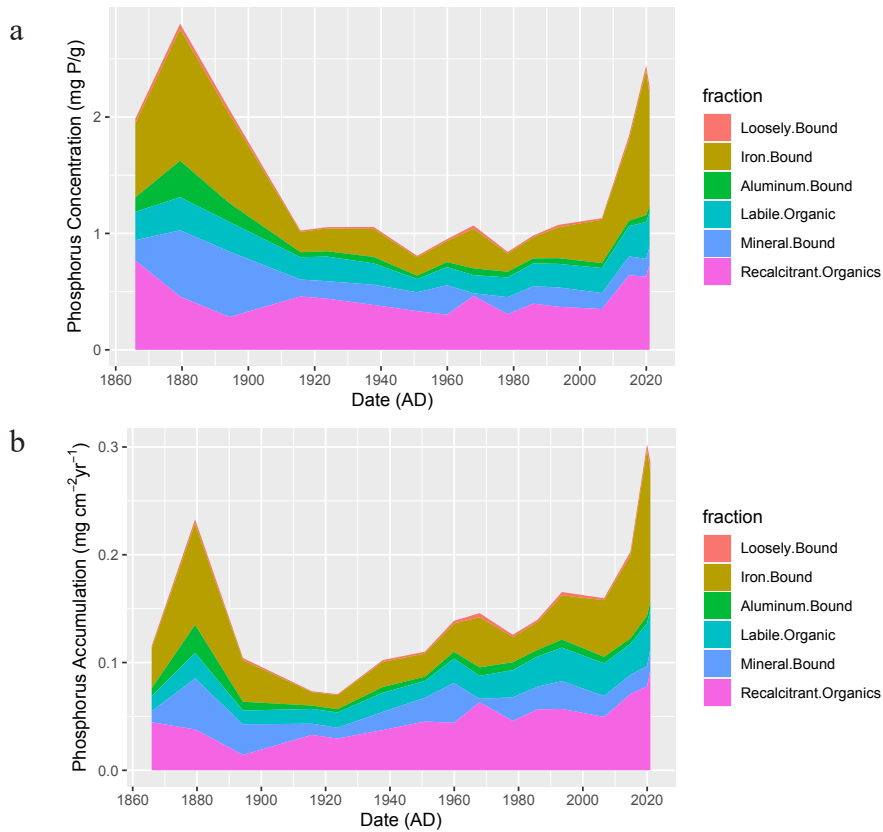 a
Phosphorus Concentration (mg P/g)
2
1
0
1860 1880 1900 1920 1940 1960 1980 2000 2020
Date (AD)
fraction
Loosely.Bound
Iron.Bound
Aluminum.Bound
Labile.Organic
Mineral.Bound
Recalcitrant.Organics
b
Phosphorus Accumulation (mg cm⁻²yr⁻¹)
0.3
0.2
0.1
0.0
1860 1880 1900 1920 1940 1960 1980 2000 2020
Date (AD)
fraction
Loosely.Bound
Iron.Bound
Aluminum.Bound
Labile.Organic
Mineral.Bound
Recalcitrant.Organics